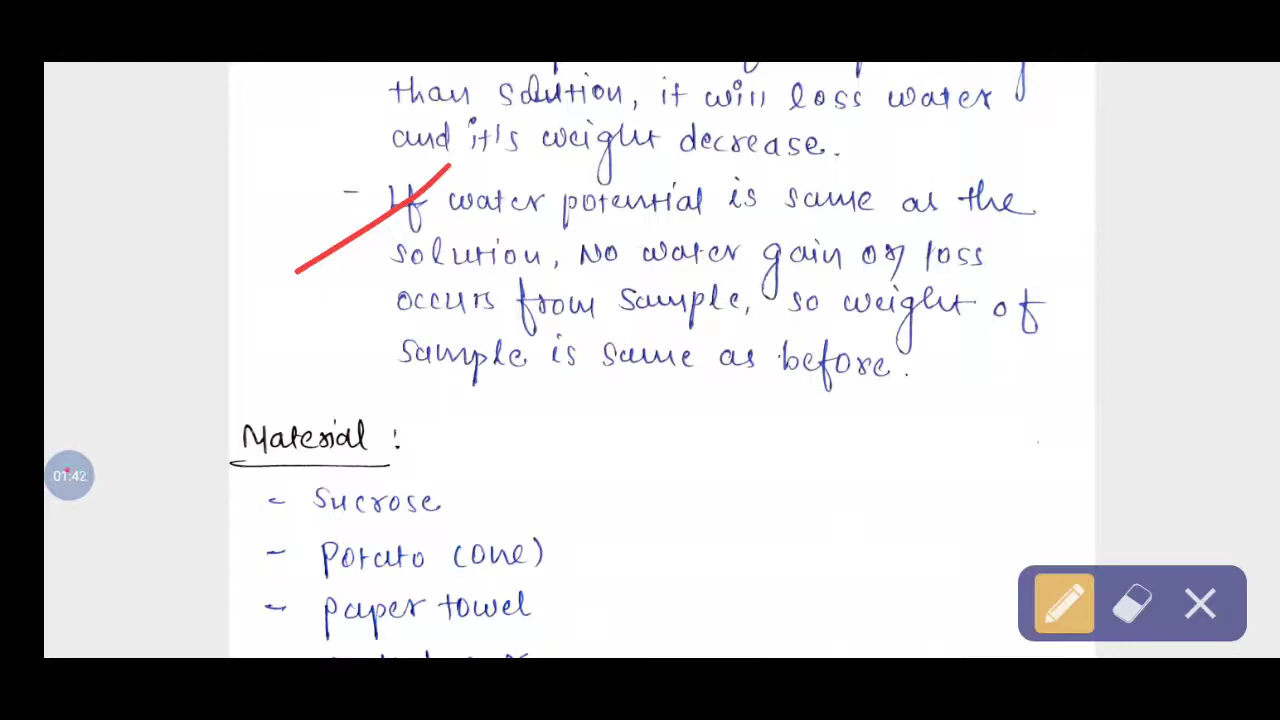 than solution, it will loss water
and it's weight decrease.
- If water potential is same as the
solution, No water gain or loss
occurs from sample, so weight of
sample is same as before.
Material :
- Sucrose
- Potato (one)
- paper towel
01:42